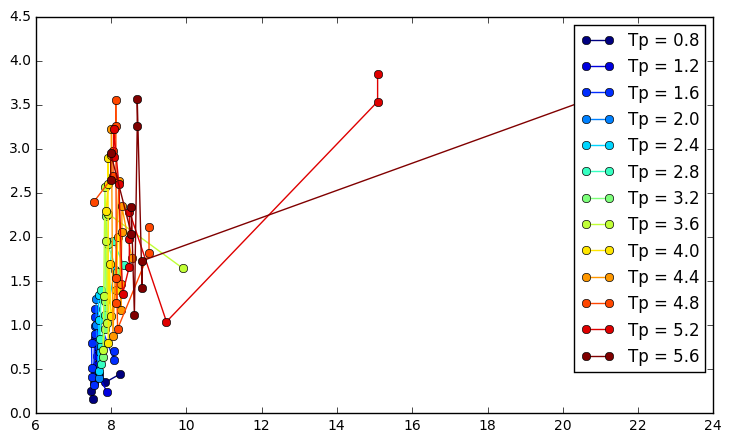 4.5
4.0
3.5
3.0
2.5
2.0
1.5
1.0
0.5
0.0
6 8 10 12 14 16 18 20 22 24
Tp = 0.8
Tp = 1.2
Tp = 1.6
Tp = 2.0
Tp = 2.4
Tp = 2.8
Tp = 3.2
Tp = 3.6
Tp = 4.0
Tp = 4.4
Tp = 4.8
Tp = 5.2
Tp = 5.6